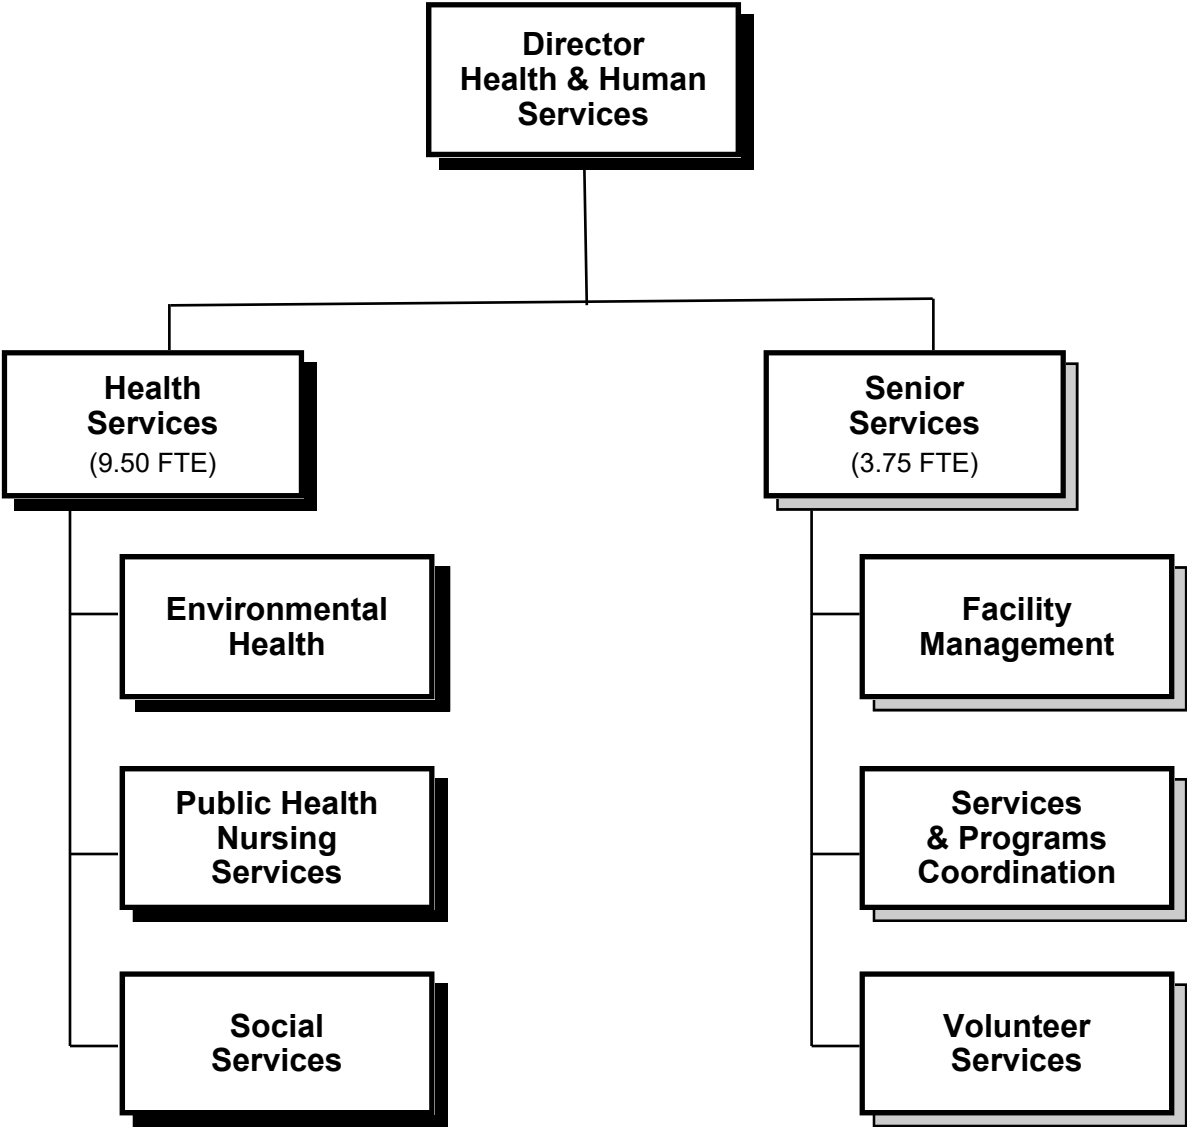 Director
Health & Human
Services
Health
Services
(9.50 FTE)
Senior
Services
(3.75 FTE)
Environmental
Health
Facility
Management
Public Health
Nursing
Services
Services
& Programs
Coordination
Social
Services
Volunteer
Services